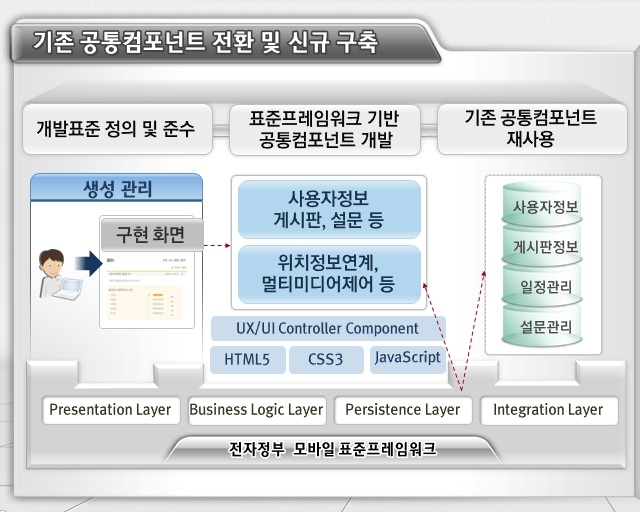 기존 공통컴포넌트 전환 및 신규 구축
개발표준 정의 및 준수
표준프레임워크 기반
공통컴포넌트 개발
기존 공통컴포넌트
재사용
생성 관리
구현 화면
사용자정보
게시판, 설문 등
위치정보연계,
멀티미디어제어 등
UX/UI Controller Component
HTML5
CSS3
JavaScript
사용자정보
게시판정보
일정관리
설문관리
Presentation Layer
Business Logic Layer
Persistence Layer
Integration Layer
전자정부 모바일 표준프레임워크